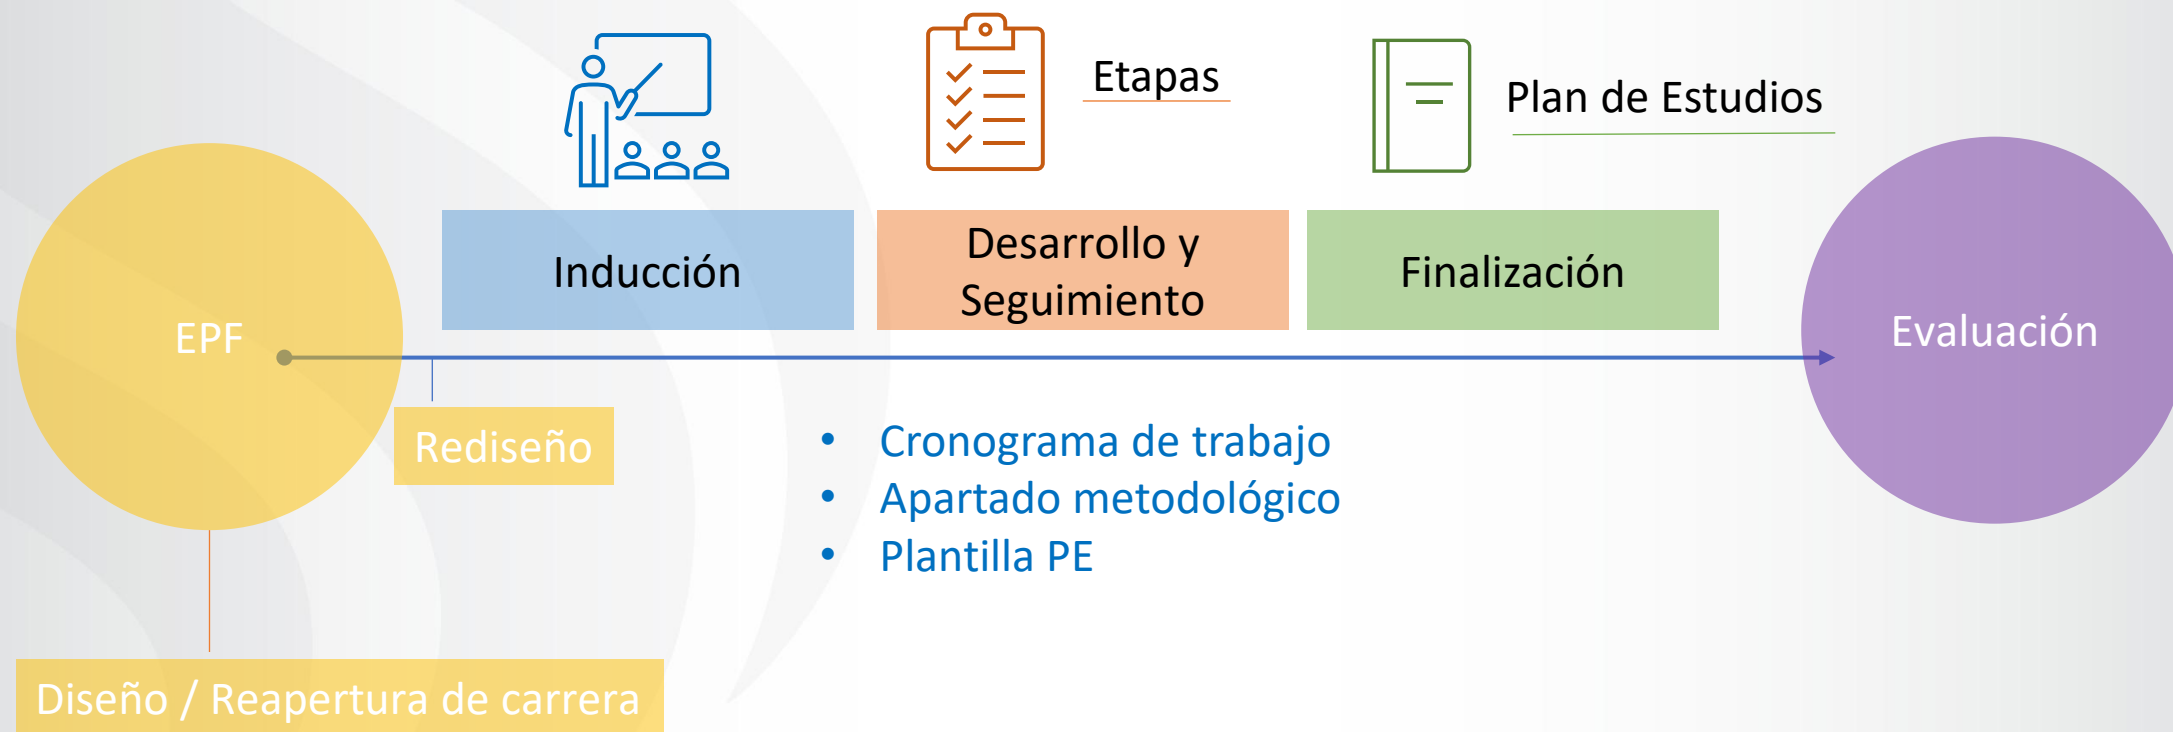 Etapas
Plan de Estudios
Inducción
Desarrollo y
Seguimiento
Finalización
EPF
Evaluación
Rediseño
• Cronograma de trabajo
• Apartado metodológico
• Plantilla PE
Diseño / Reapertura de carrera